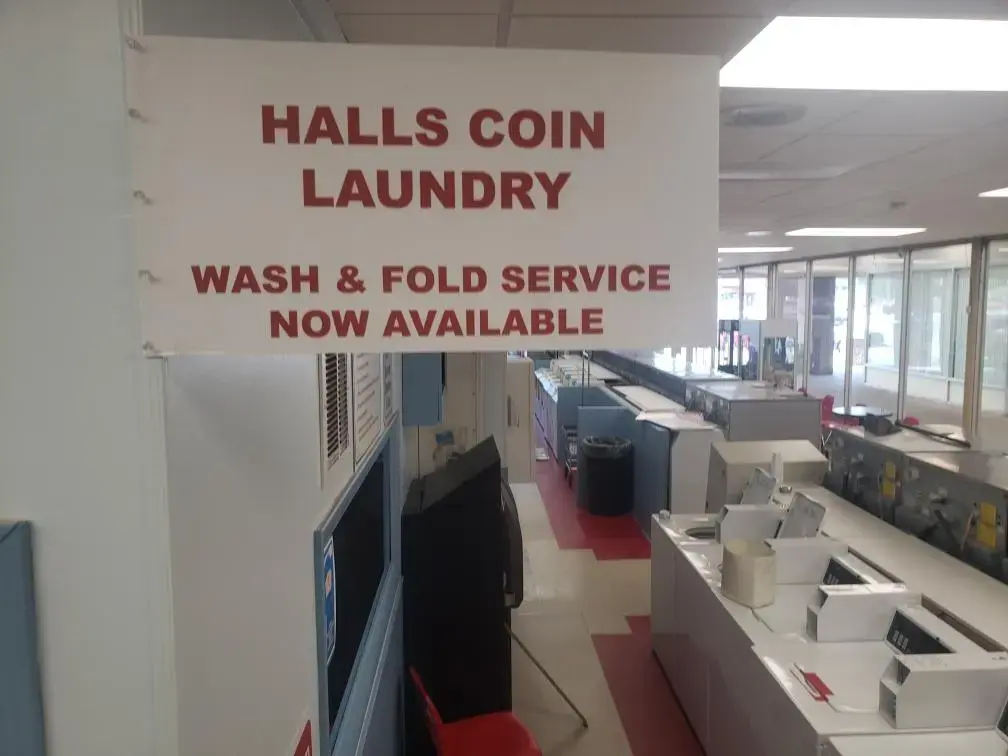 HALLS COIN
LAUNDRY
WASH & FOLD SERVICE
NOW AVAILABLE